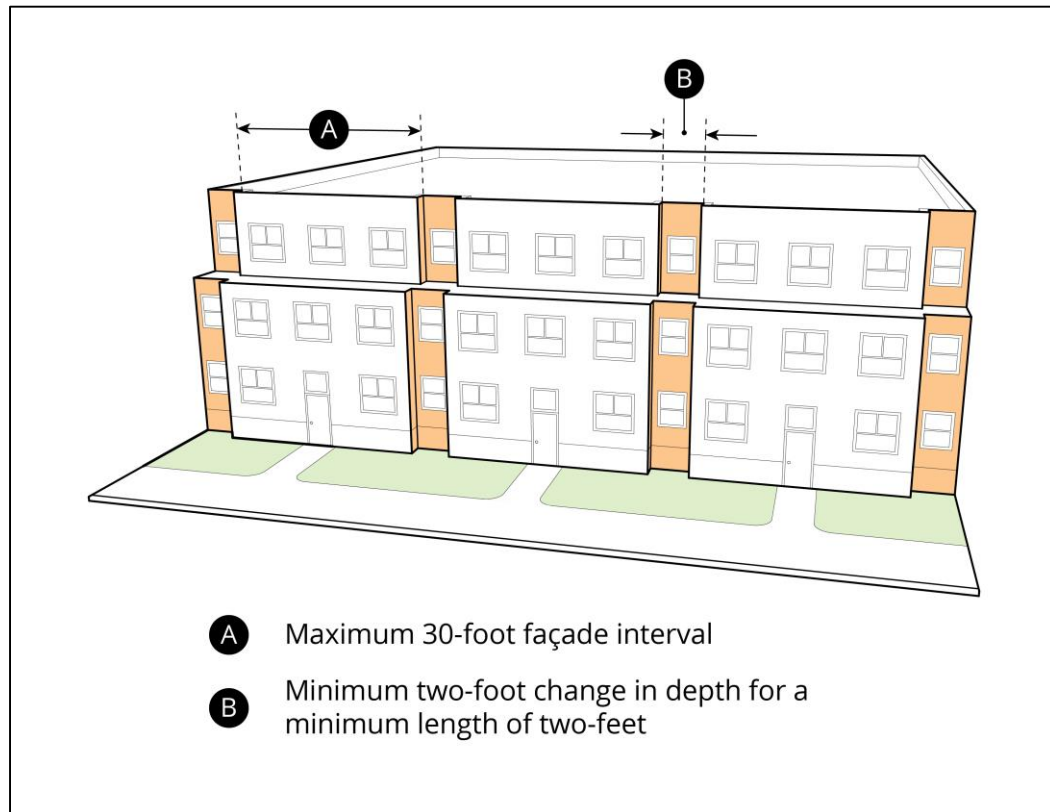 B
A
A Maximum 30-foot façade interval
B Minimum two-foot change in depth for a
minimum length of two-feet